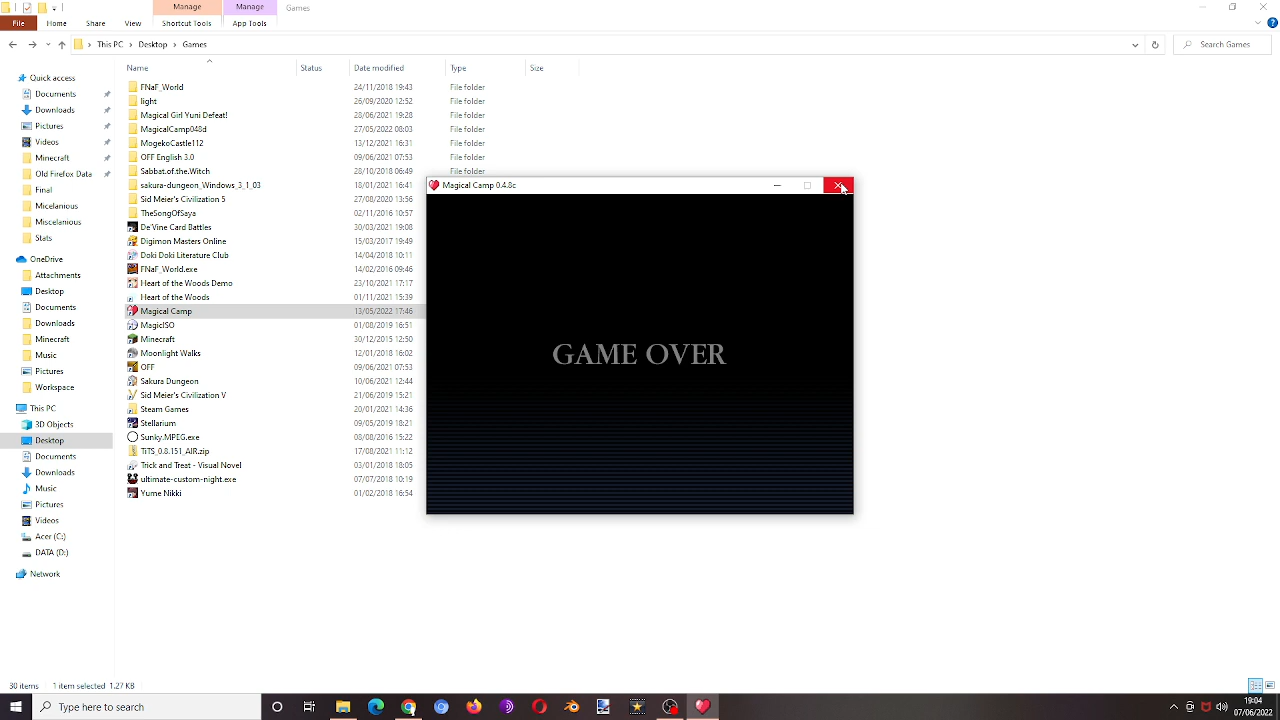 Manage Manage Games
File Home Share View Shortcut Tools App Tools
This PC Desktop Games Search Games
Name Status Date modified Type Size
Quick access
Documents
Downloads
Pictures
Videos
Minecraft
Old Firefox Data
Final
Micelanious
Miscelanious
Stats
OneDrive
Attachments
Desktop
Documents
Downloads
Minecraft
Music
Pictures
Workspace
This PC
3D Objects
Desktop
Documents
Downloads
Music
Pictures
Videos
Acer (C:)
DATA (D:)
Network
FNaF_World 24/11/2018 19:43 File folder
light 26/09/2020 12:52 File folder
Magical Girl Yuni Defeat! 28/06/2021 19:28 File folder
MagicalCamp048d 27/05/2022 08:03 File folder
MogekoCastle112 13/12/2021 16:31 File folder
OFF English 3.0 09/06/2021 07:53 File folder
Sabbat.of.the.Witch 28/10/2018 06:49 File folder
sakura-dungeon_Windows_3_1_03 18/01/2021 16:41
Sid Meier's Civilization 5 27/08/2020 13:56
TheSongOfSaya 02/11/2016 10:57
De'Vine Card Battles 30/03/2021 19:08
Digimon Masters Online 15/03/2017 19:49
Doki Doki Literature Club 14/04/2018 10:11
FNaF_World.exe 14/02/2016 09:46
Heart of the Woods Demo 23/10/2021 17:17
Heart of the Woods 01/11/2021 15:39
Magical Camp 13/05/2022 17:46
MagicISO 01/08/2019 16:51
Minecraft 30/12/2015 12:50
Moonlight Walks 12/01/2018 16:02
OFF 09/06/2021 07:53
Sakura Dungeon 10/06/2021 12:44
Sid Meier's Civilization V 21/06/2019 15:21
Steam Games 20/01/2021 14:36
Stellarium 09/05/2019 18:21
Sunky.MPEG.exe 08/08/2016 15:22
TiTS_0.8.151_AIR.zip 17/08/2021 11:12
Trick and Treat - Visual Novel 03/01/2018 18:05
ultimate-custom-night.exe 07/07/2018 10:19
Yume Nikki 01/02/2018 16:54
Magical Camp 0.4.8c
GAME OVER
30 items 1 item selected 1.27 KB
Type here to search
19:04
07/06/2022